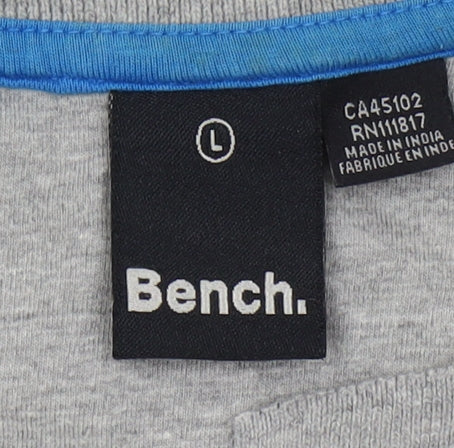 L
Bench.
CA45102
RN111817
MADE IN INDIA
FABRIQUE EN INDE